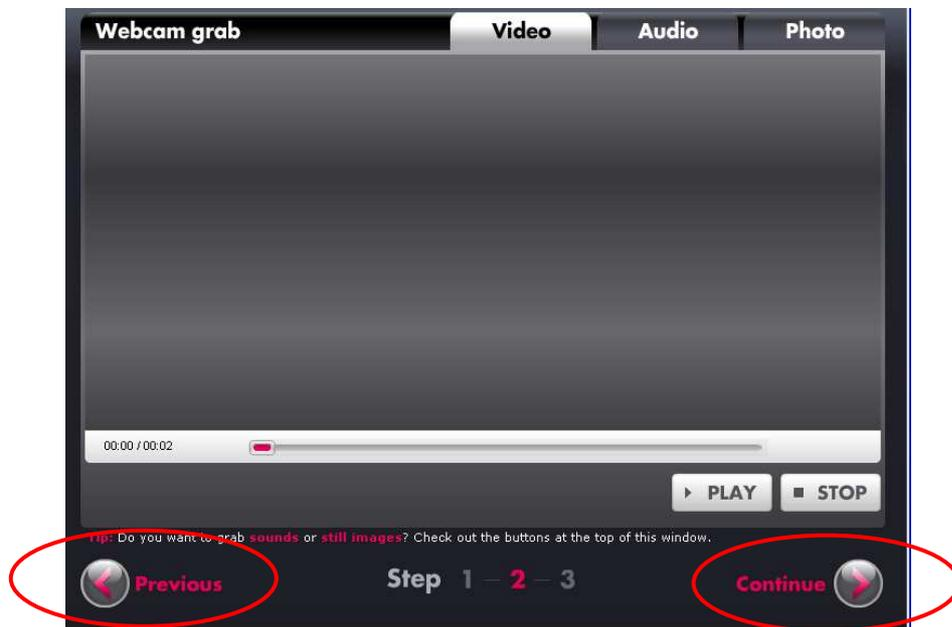 Webcam grab Video Audio Photo
00:00 / 00:02
PLAY STOP
Tip: Do you want to grab sounds or still images? Check out the buttons at the top of this window.
Previous Step 1 – 2 – 3 Continue